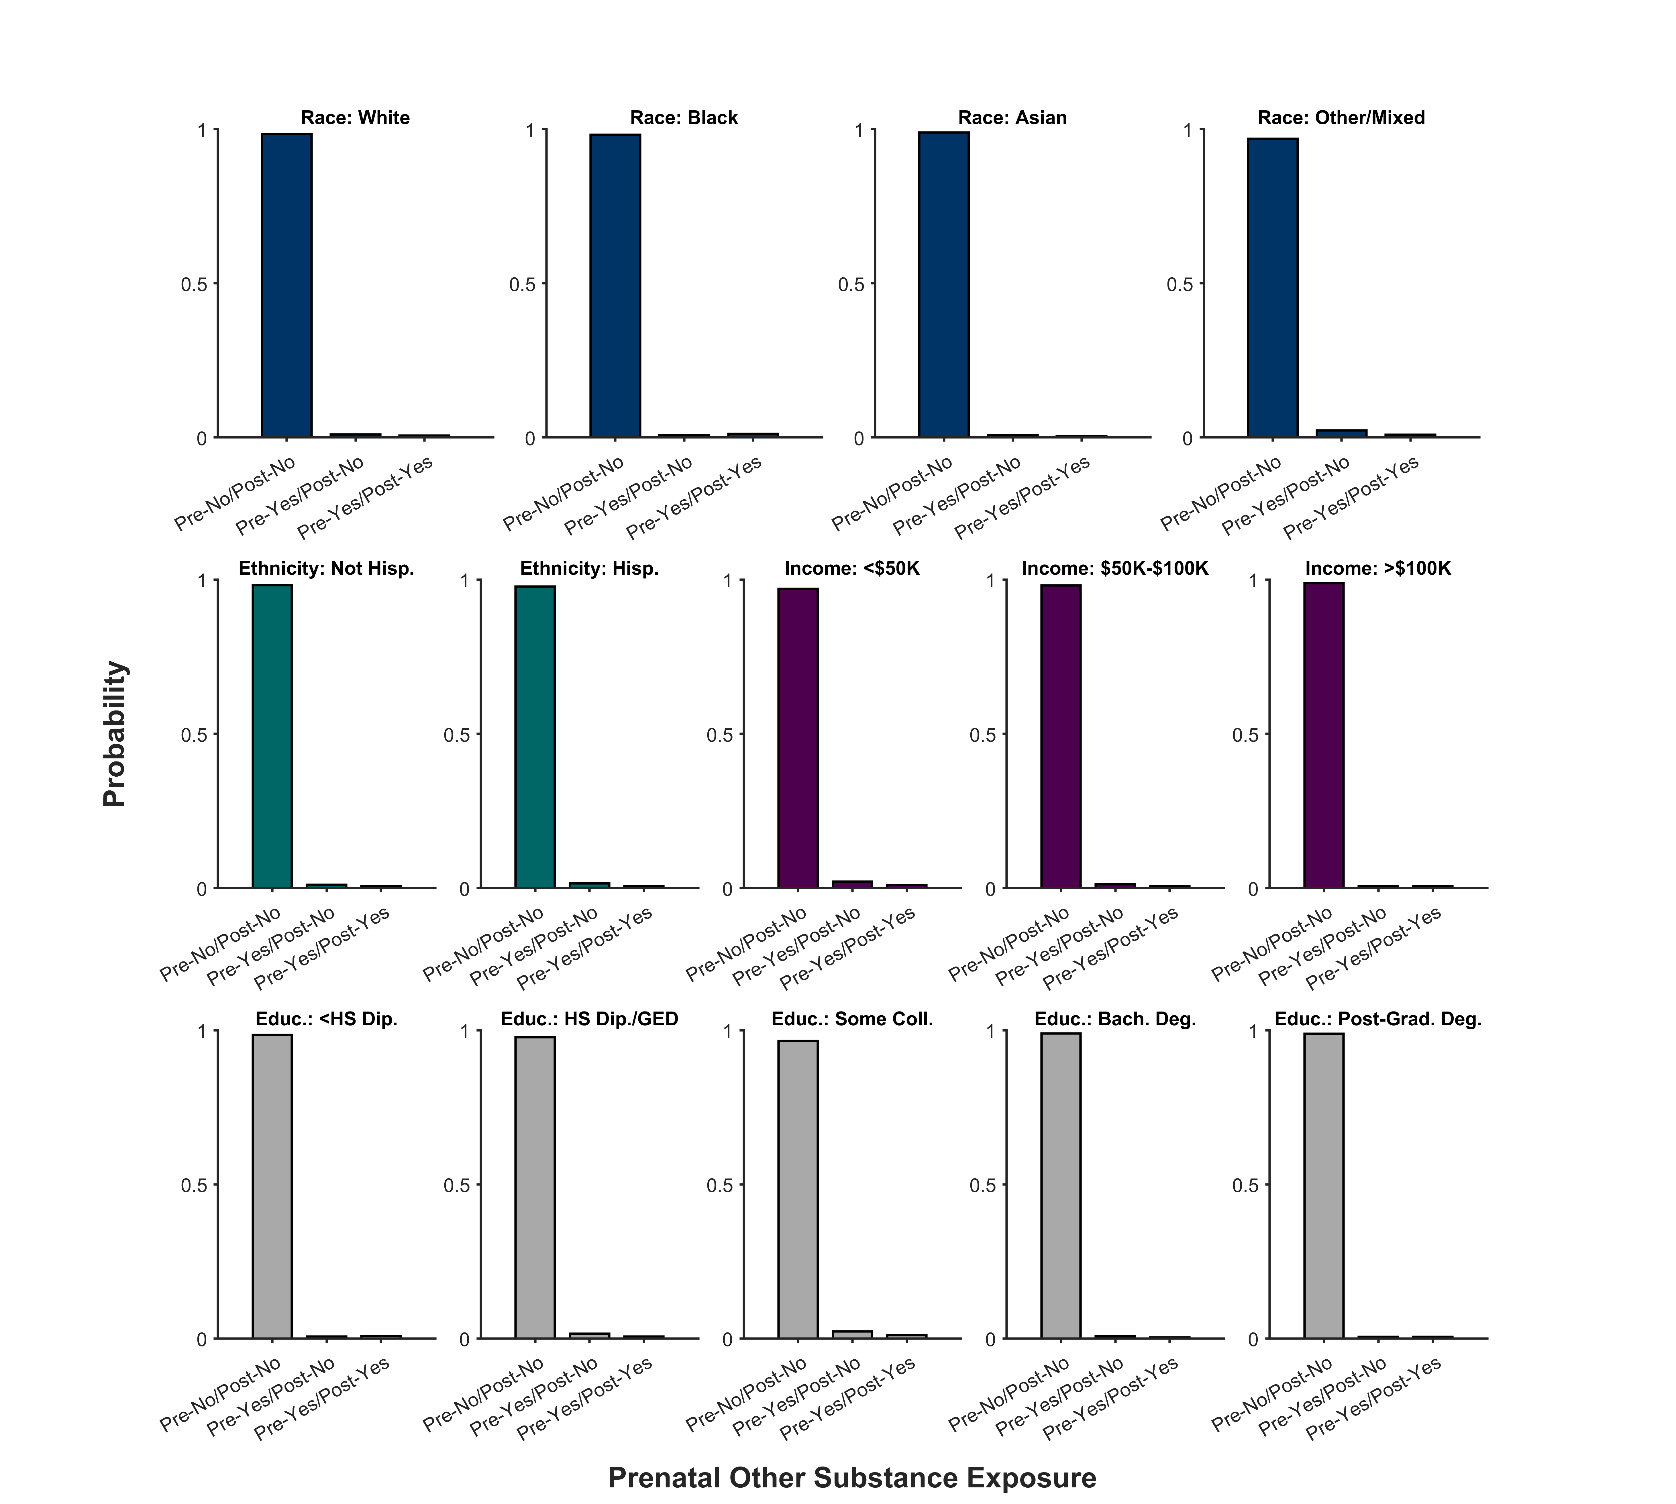 Race: White
1
0.5
0
Pre-No/Post-No
Pre-Yes/Post-No
Pre-Yes/Post-Yes
Race: Black
1
0.5
0
Pre-No/Post-No
Pre-Yes/Post-No
Pre-Yes/Post-Yes
Race: Asian
1
0.5
0
Pre-No/Post-No
Pre-Yes/Post-No
Pre-Yes/Post-Yes
Race: Other/Mixed
1
0.5
0
Pre-No/Post-No
Pre-Yes/Post-No
Pre-Yes/Post-Yes
Probability
Ethnicity: Not Hisp.
1
0.5
0
Pre-No/Post-No
Pre-Yes/Post-No
Pre-Yes/Post-Yes
Ethnicity: Hisp.
1
0.5
0
Pre-No/Post-No
Pre-Yes/Post-No
Pre-Yes/Post-Yes
Income: <$50K
1
0.5
0
Pre-No/Post-No
Pre-Yes/Post-No
Pre-Yes/Post-Yes
Income: $50K-$100K
1
0.5
0
Pre-No/Post-No
Pre-Yes/Post-No
Pre-Yes/Post-Yes
Income: >$100K
1
0.5
0
Pre-No/Post-No
Pre-Yes/Post-No
Pre-Yes/Post-Yes
Educ.: <HS Dip.
1
0.5
0
Pre-No/Post-No
Pre-Yes/Post-No
Pre-Yes/Post-Yes
Educ.: HS Dip./GED
1
0.5
0
Pre-No/Post-No
Pre-Yes/Post-No
Pre-Yes/Post-Yes
Educ.: Some Coll.
1
0.5
0
Pre-No/Post-No
Pre-Yes/Post-No
Pre-Yes/Post-Yes
Educ.: Bach. Deg.
1
0.5
0
Pre-No/Post-No
Pre-Yes/Post-No
Pre-Yes/Post-Yes
Educ.: Post-Grad. Deg.
1
0.5
0
Pre-No/Post-No
Pre-Yes/Post-No
Pre-Yes/Post-Yes
Prenatal Other Substance Exposure